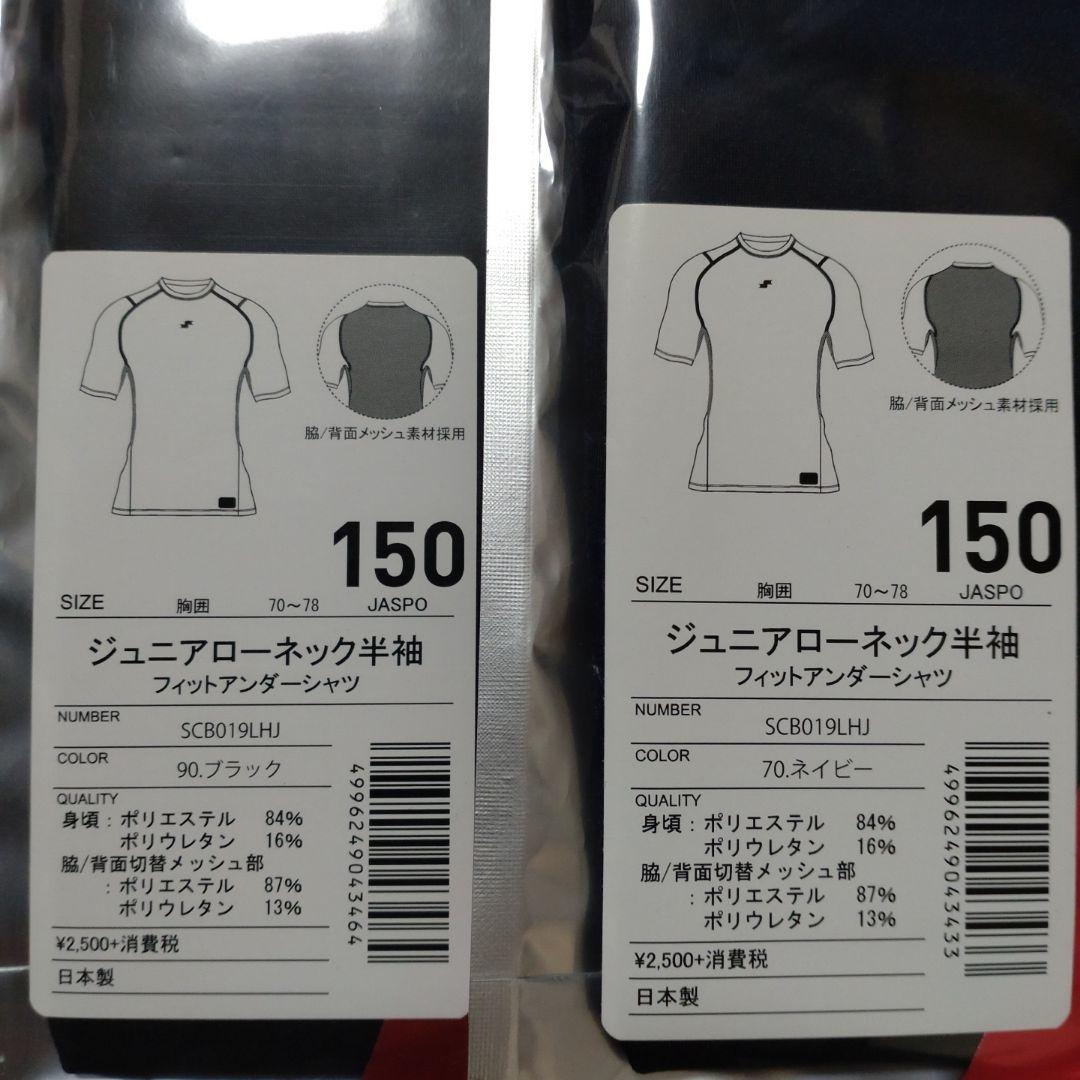 脇/背面メッシュ素材採用
150
SIZE 胸囲 70～78 JASPO
ジュニアローネック半袖
フィットアンダーシャツ
NUMBER
SCB019LHJ
COLOR
90.ブラック
QUALITY
身頃：ポリエステル 84%
ポリウレタン 16%
脇/背面切替メッシュ部
：ポリエステル 87%
ポリウレタン 13%
¥2,500+消費税
日本製
4996249043464
脇/背面メッシュ素材採用
150
SIZE 胸囲 70～78 JASPO
ジュニアローネック半袖
フィットアンダーシャツ
NUMBER
SCB019LHJ
COLOR
70.ネイビー
QUALITY
身頃：ポリエステル 84%
ポリウレタン 16%
脇/背面切替メッシュ部
：ポリエステル 87%
ポリウレタン 13%
¥2,500+消費税
日本製
4996249043433